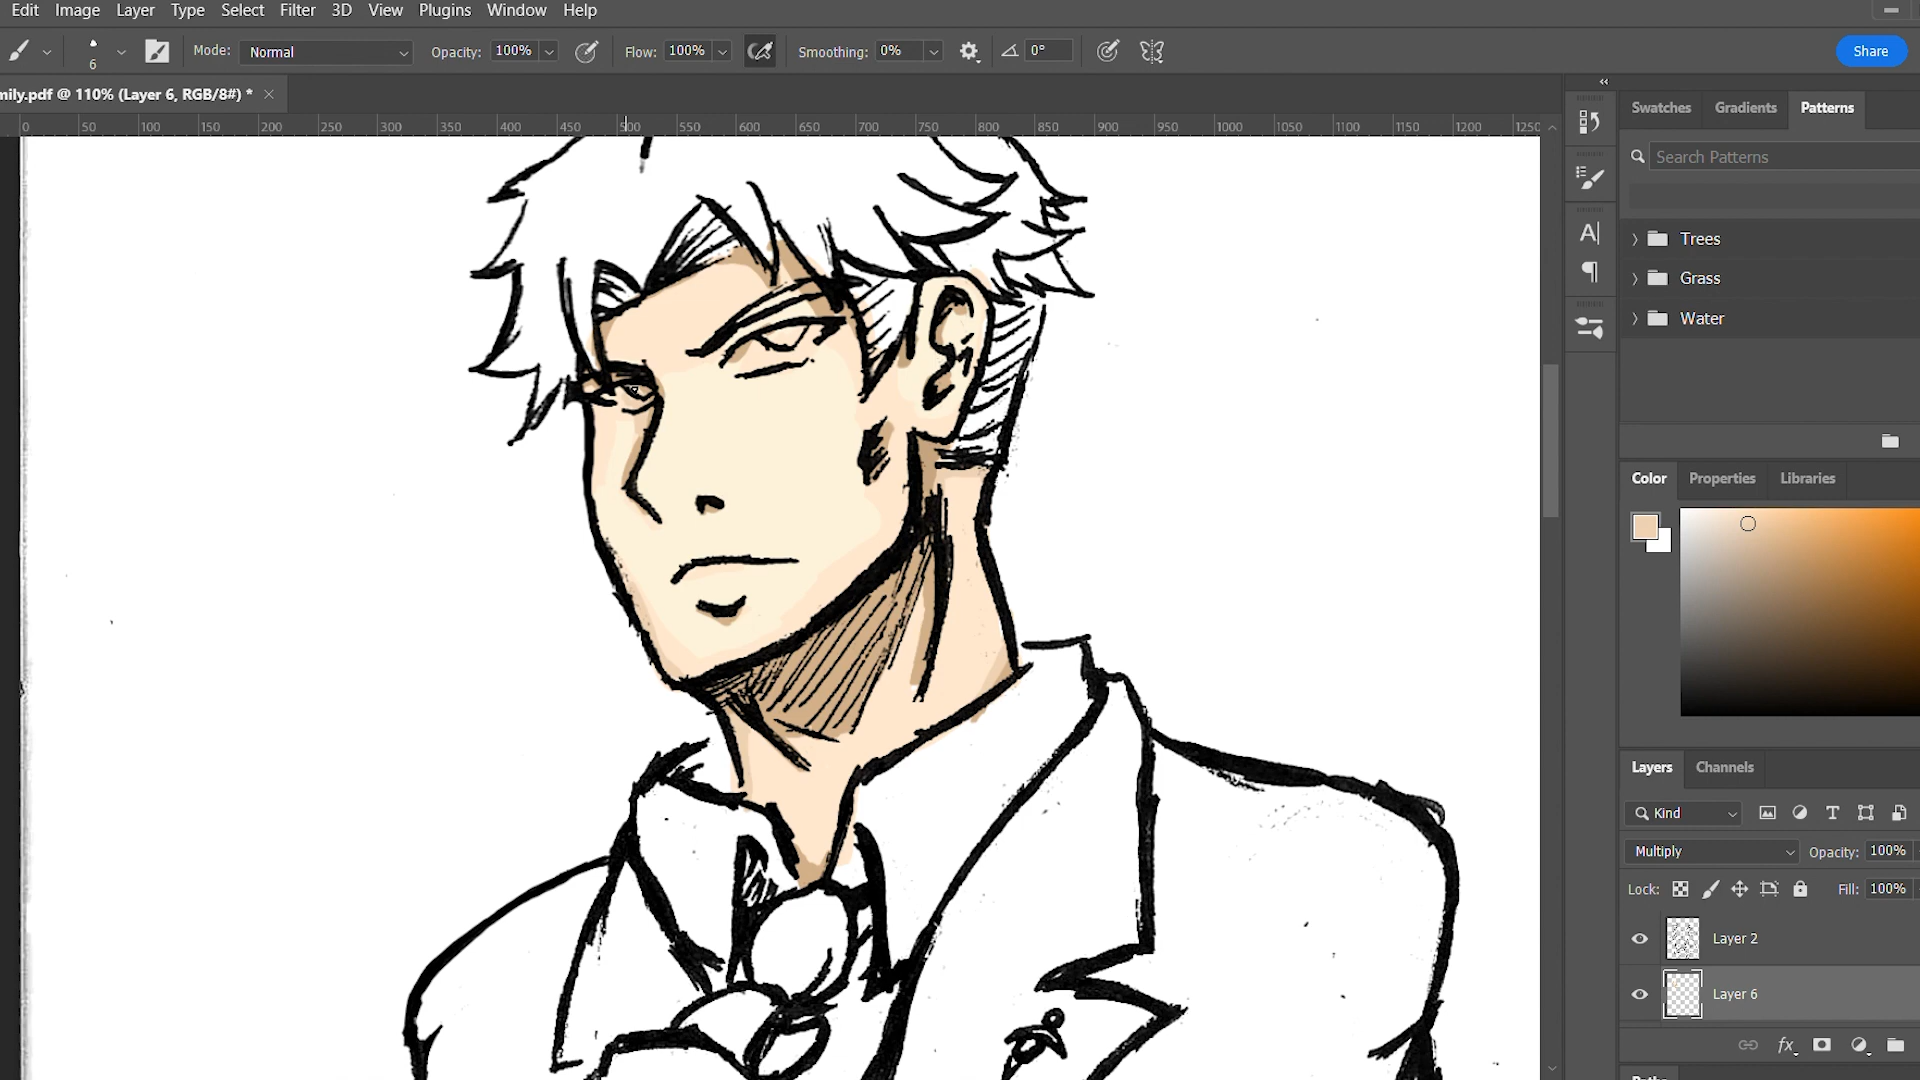 Edit Image Layer Type Select Filter 3D View Plugins Window Help
6 Mode: Normal Opacity: 100% Flow: 100% Smoothing: 0% 0° Share
mily.pdf @ 110% (Layer 6, RGB/8#) *
0 50 100 150 200 250 300 350 400 450 500 550 600 650 700 750 800 850 900 950 1000 1050 1100 1150 1200 1250
Swatches Gradients Patterns
Search Patterns
Trees
Grass
Water
Color Properties Libraries
Layers Channels
Kind
Multiply Opacity: 100%
Lock: Fill: 100%
Layer 2
Layer 6
fx